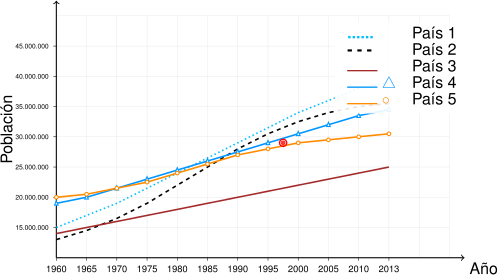 País 1
País 2
País 3
País 4
País 5
Población
45.000.000
40.000.000
35.000.000
30.000.000
25.000.000
20.000.000
15.000.000
1960 1965 1970 1975 1980 1985 1990 1995 2000 2005 2010 2013
Año